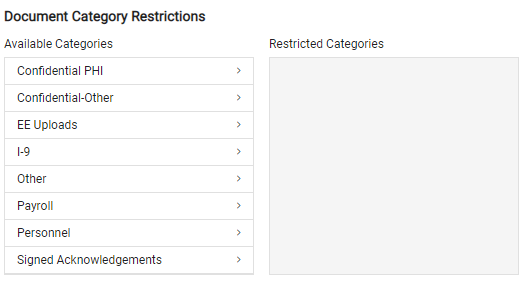 Document Category Restrictions
Available Categories
Restricted Categories
Confidential PHI
Confidential-Other
EE Uploads
I-9
Other
Payroll
Personnel
Signed Acknowledgements